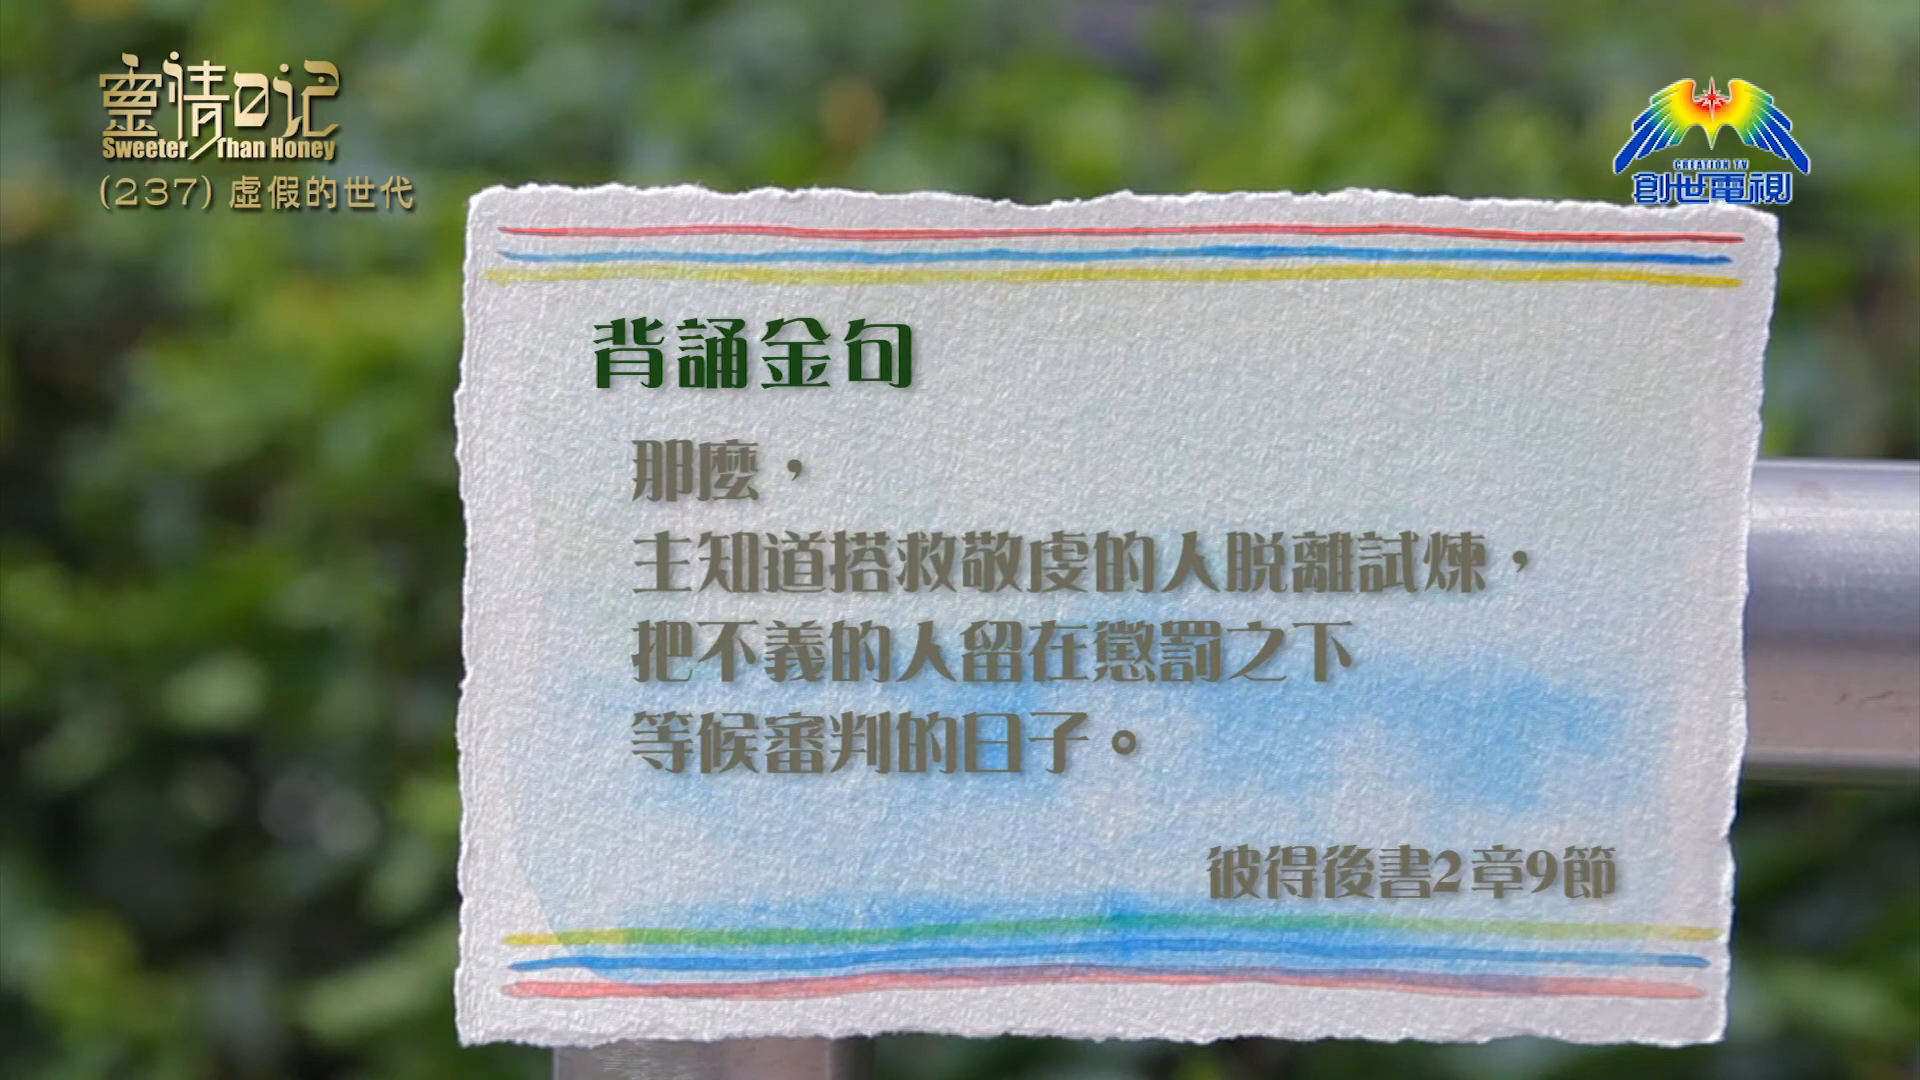 靈情日记
Sweeter Than Honey
(237) 虛假的世代
CREATION TV
創世電視
背誦金句
那麼，
主知道搭救敬虔的人脱離試煉，
把不義的人留在懲罰之下
等候審判的日子。
彼得後書2章9節